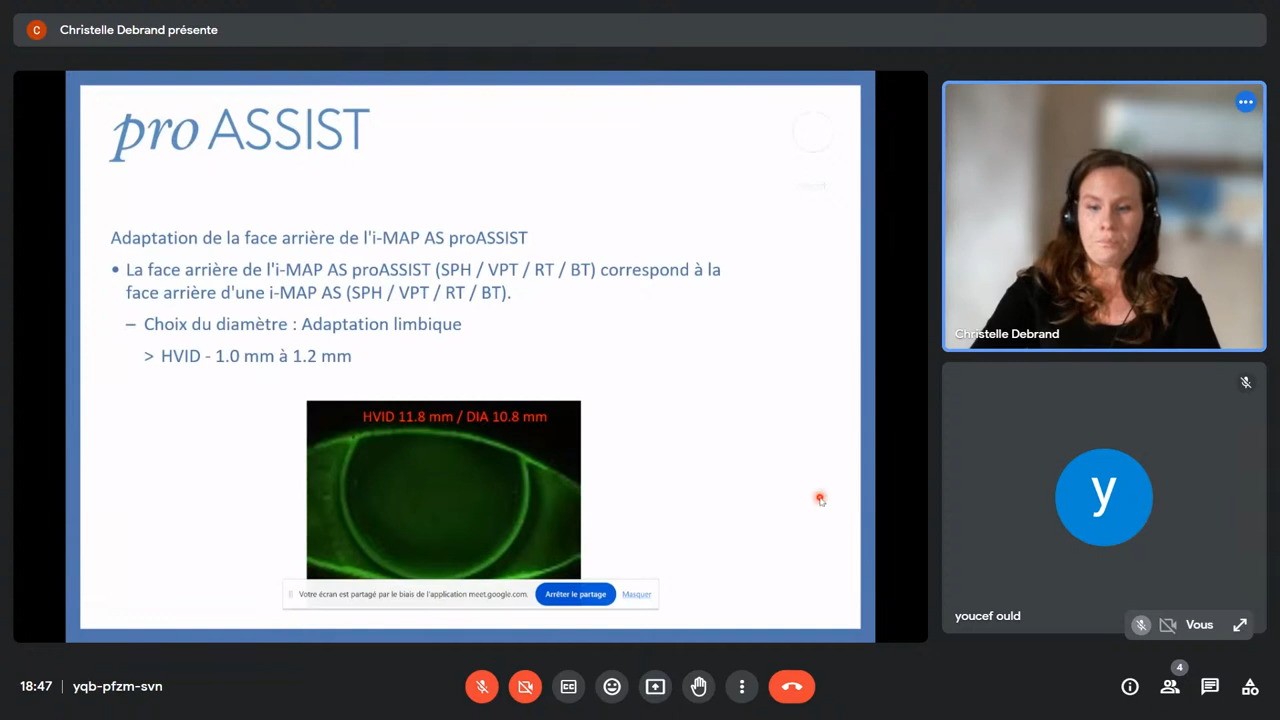 C Christelle Debrand présente
pro ASSIST
Adaptation de la face arrière de l'i-MAP AS proASSIST
• La face arrière de l'i-MAP AS proASSIST (SPH / VPT / RT / BT) correspond à la
face arrière d'une i-MAP AS (SPH / VPT / RT / BT).
– Choix du diamètre : Adaptation limbique
> HVID - 1.0 mm à 1.2 mm
HVID 11.8 mm / DIA 10.8 mm
Votre écran est partagé par le biais de l'application meet.google.com. Arrêter le partage Masquer
Christelle Debrand
y
youcef ould
Vous
18:47 | yqb-pfzm-svn
CC
4